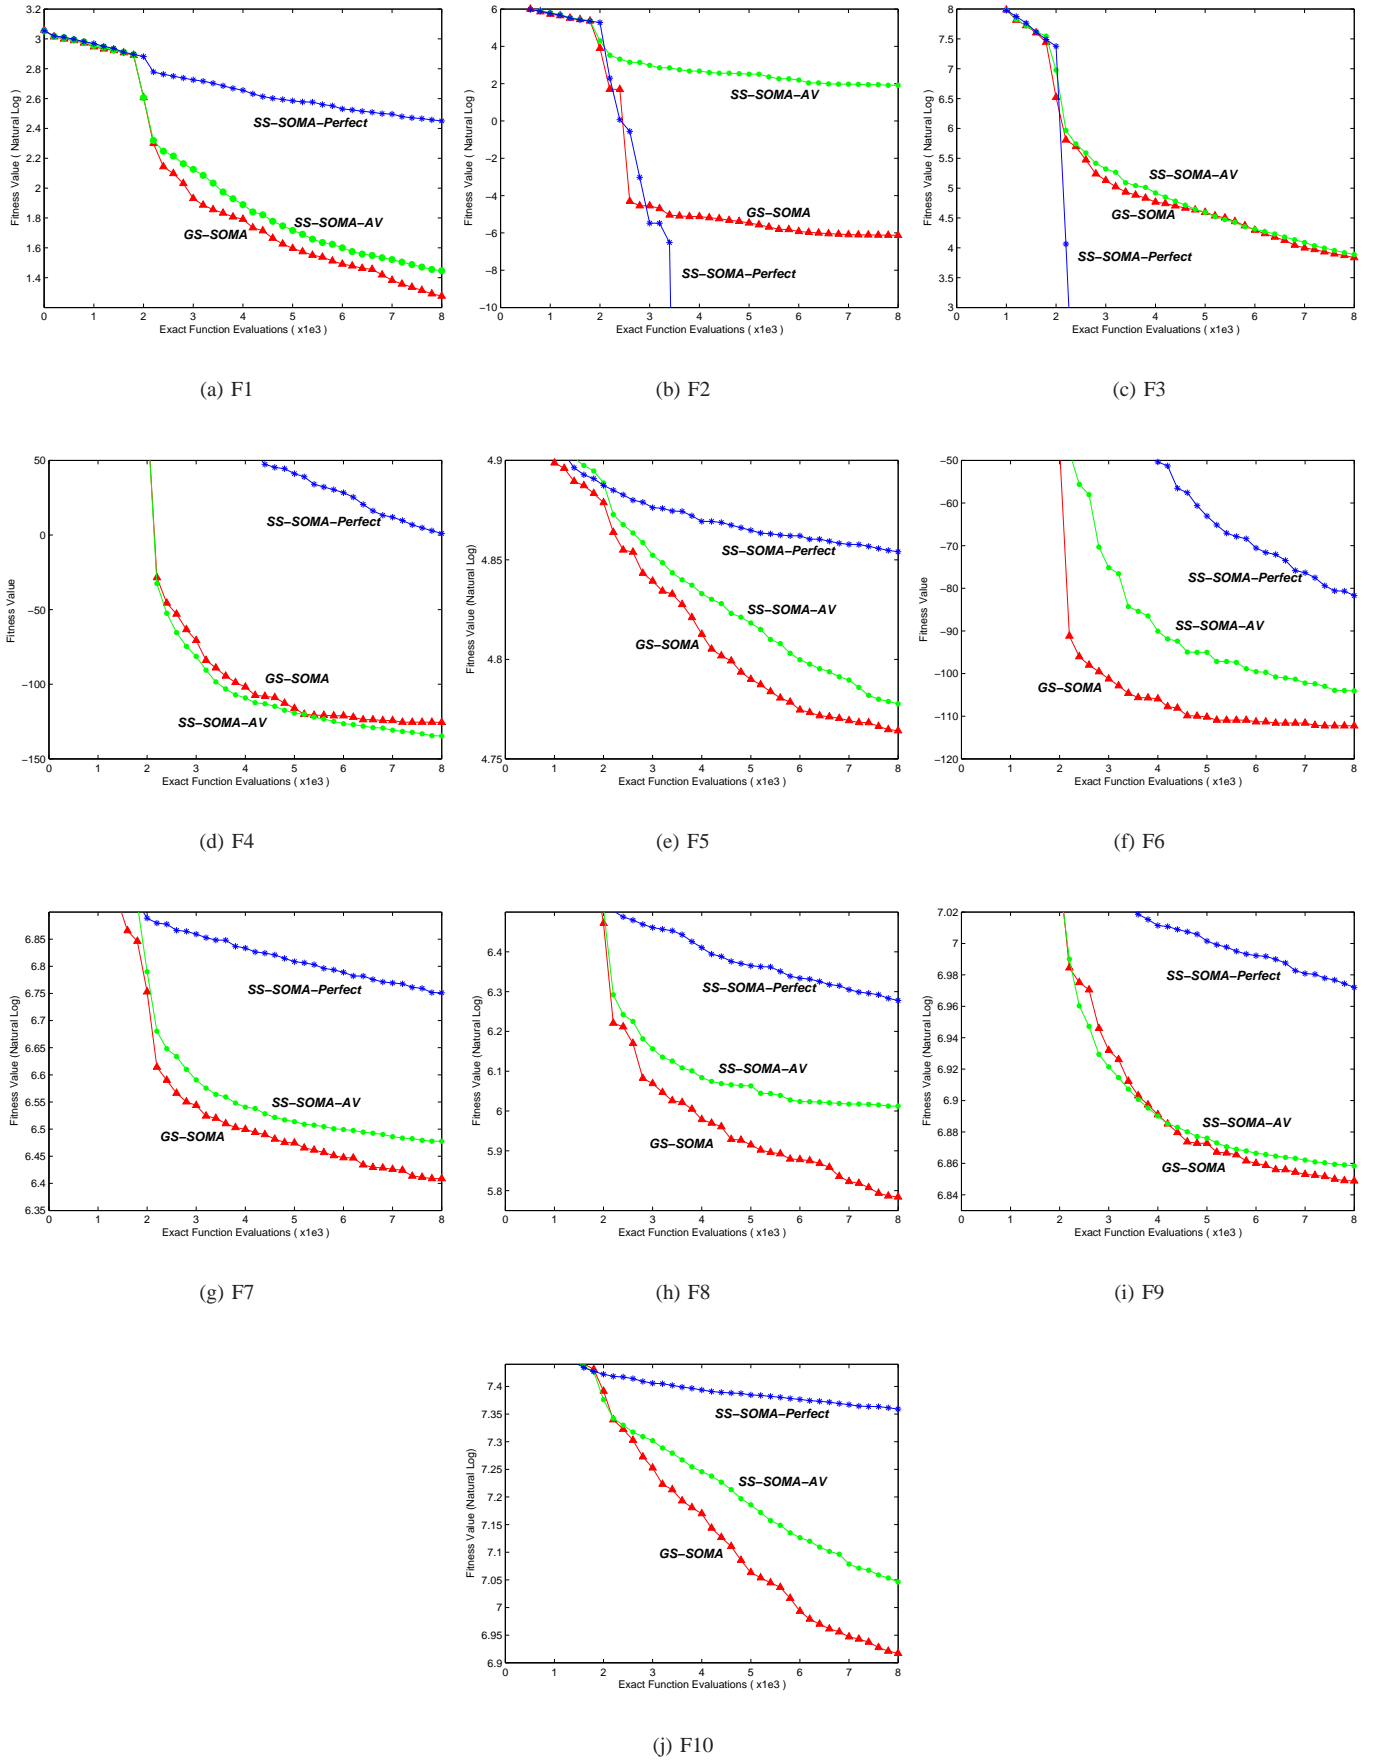 3.2
3
2.8
2.6
2.4
2.2
2
1.8
1.6
1.4
0 1 2 3 4 5 6 7 8
Fitness Value ( Natural Log )
Exact Function Evaluations ( x1e3 )
SS−SOMA−Perfect
SS−SOMA−AV
GS−SOMA
(a) F1
6
4
2
0
−2
−4
−6
−8
−10
0 1 2 3 4 5 6 7 8
Fitness Value ( Natural Log )
Exact Function Evaluations ( x1e3 )
SS−SOMA−AV
GS−SOMA
SS−SOMA−Perfect
(b) F2
8
7.5
7
6.5
6
5.5
5
4.5
4
3.5
3
0 1 2 3 4 5 6 7 8
Fitness Value ( Natural Log )
Exact Function Evaluations ( x1e3 )
SS−SOMA−AV
GS−SOMA
SS−SOMA−Perfect
(c) F3
50
0
−50
−100
−150
0 1 2 3 4 5 6 7 8
Fitness Value
Exact Function Evaluations ( x1e3 )
SS−SOMA−Perfect
GS−SOMA
SS−SOMA−AV
(d) F4
4.9
4.85
4.8
4.75
0 1 2 3 4 5 6 7 8
Fitness Value (Natural Log)
Exact Function Evaluations ( x1e3 )
SS−SOMA−Perfect
SS−SOMA−AV
GS−SOMA
(e) F5
−50
−60
−70
−80
−90
−100
−110
−120
0 1 2 3 4 5 6 7 8
Fitness Value
Exact Function Evaluations ( x1e3 )
SS−SOMA−Perfect
SS−SOMA−AV
GS−SOMA
(f) F6
6.85
6.8
6.75
6.7
6.65
6.6
6.55
6.5
6.45
6.4
6.35
0 1 2 3 4 5 6 7 8
Fitness Value (Natural Log)
Exact Function Evaluations ( x1e3 )
SS−SOMA−Perfect
SS−SOMA−AV
GS−SOMA
(g) F7
6.4
6.3
6.2
6.1
6
5.9
5.8
0 1 2 3 4 5 6 7 8
Fitness Value (Natural Log)
Exact Function Evaluations ( x1e3 )
SS−SOMA−Perfect
SS−SOMA−AV
GS−SOMA
(h) F8
7.02
7
6.98
6.96
6.94
6.92
6.9
6.88
6.86
6.84
0 1 2 3 4 5 6 7 8
Fitness Value (Natural Log)
Exact Function Evaluations ( x1e3 )
SS−SOMA−Perfect
SS−SOMA−AV
GS−SOMA
(i) F9
7.4
7.35
7.3
7.25
7.2
7.15
7.1
7.05
7
6.95
6.9
0 1 2 3 4 5 6 7 8
Fitness Value (Natural Log)
Exact Function Evaluations ( x1e3 )
SS−SOMA−Perfect
SS−SOMA−AV
GS−SOMA
(j) F10